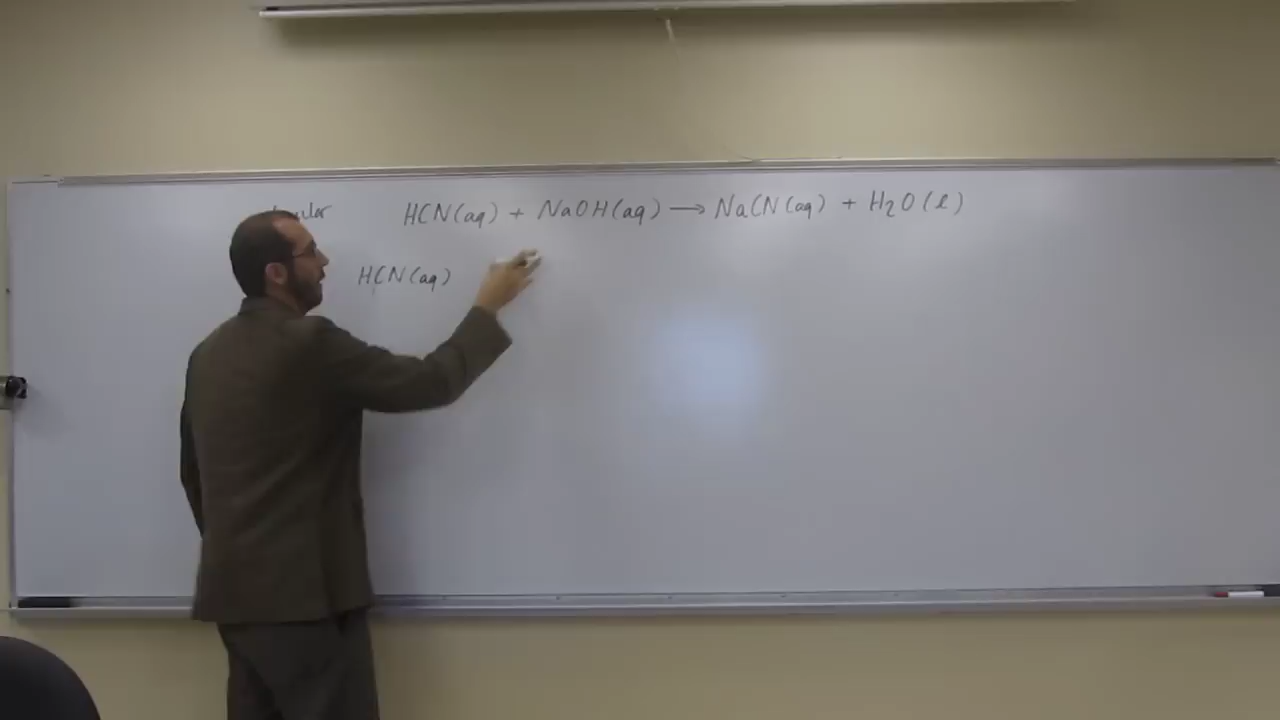 HCN(aq) + NaOH(aq) → NaCN(aq) + H₂O(l)
HCN(aq)